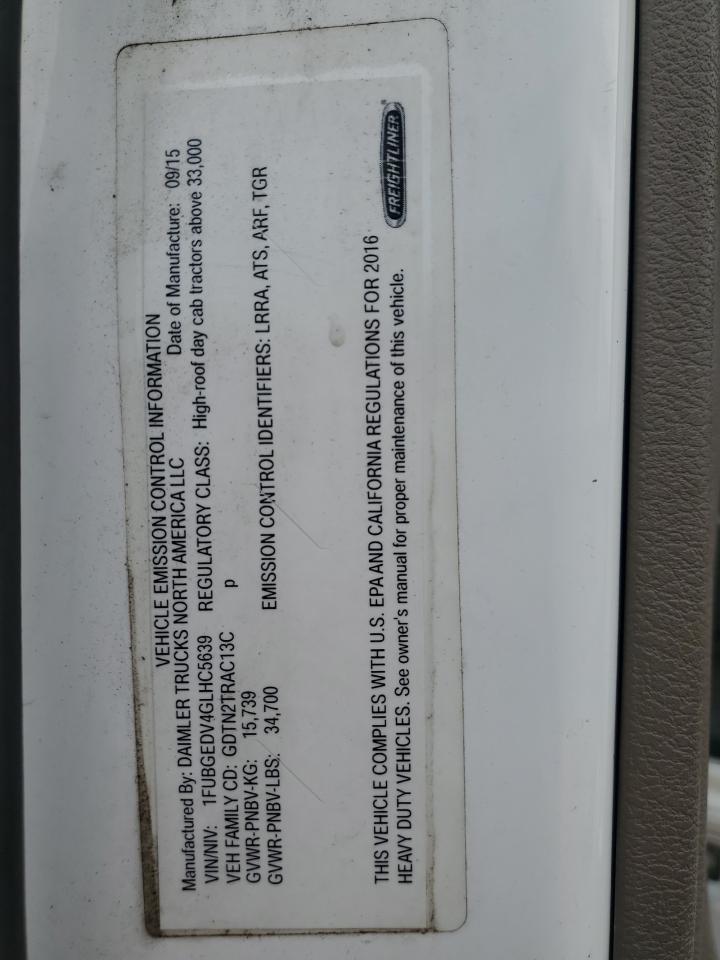 VEHICLE EMISSION CONTROL INFORMATION
Manufactured By: DAIMLER TRUCKS NORTH AMERICA LLC Date of Manufacture: 09/15
VIN/NIV: 1FUBGEDV4GLHC5639 REGULATORY CLASS: High-roof day cab tractors above 33,000
VEH FAMILY CD: GDTN2TRAC13C p
GVWR-PNBV-KG: 15,739
GVWR-PNBV-LBS: 34,700 EMISSION CONTROL IDENTIFIERS: LRRA, ATS, ARF, TGR
THIS VEHICLE COMPLIES WITH U.S. EPA AND CALIFORNIA REGULATIONS FOR 2016
HEAVY DUTY VEHICLES. See owner's manual for proper maintenance of this vehicle.
FREIGHTLINER